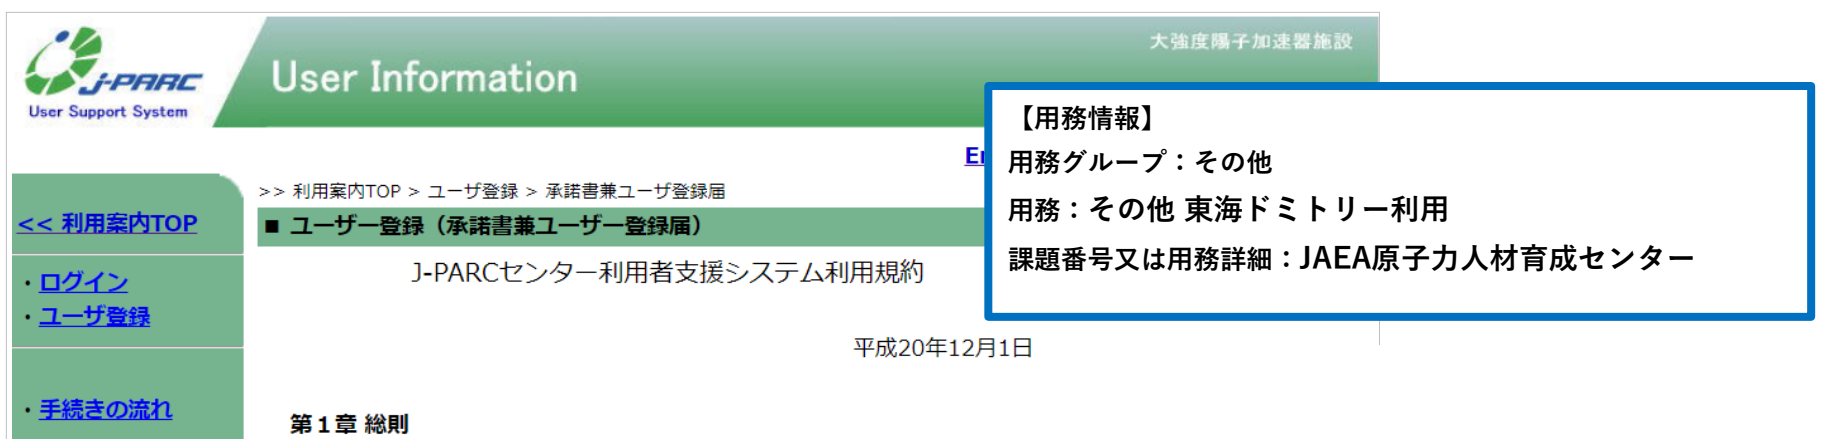 J-PARC
User Support System
User Information
大強度陽子加速器施設
【用務情報】
用務グループ：その他
用務：その他 東海ドミトリー利用
課題番号又は用務詳細：JAEA原子力人材育成センター
>> 利用案内TOP > ユーザ登録 > 承諾書兼ユーザ登録届
■ ユーザー登録（承諾書兼ユーザー登録届）
<< 利用案内TOP
・ログイン
・ユーザ登録
・手続きの流れ
J-PARCセンター利用者支援システム利用規約
平成20年12月1日
第１章 総則